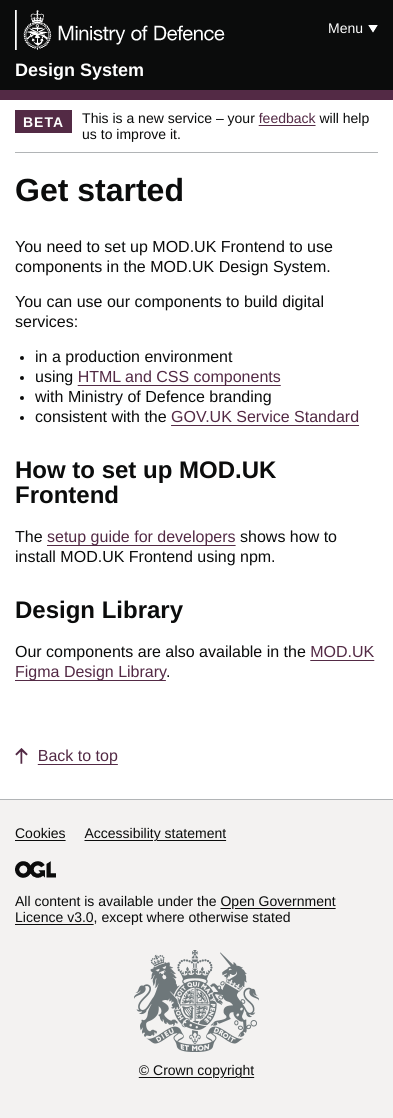 Ministry of Defence
Menu
Design System
BETA
This is a new service – your feedback will help
us to improve it.
Get started
You need to set up MOD.UK Frontend to use
components in the MOD.UK Design System.
You can use our components to build digital
services:
in a production environment
using HTML and CSS components
with Ministry of Defence branding
consistent with the GOV.UK Service Standard
How to set up MOD.UK
Frontend
The setup guide for developers shows how to
install MOD.UK Frontend using npm.
Design Library
Our components are also available in the MOD.UK
Figma Design Library.
Back to top
Cookies Accessibility statement
OGL
All content is available under the Open Government
Licence v3.0, except where otherwise stated
DIEU ET MON DROIT
© Crown copyright